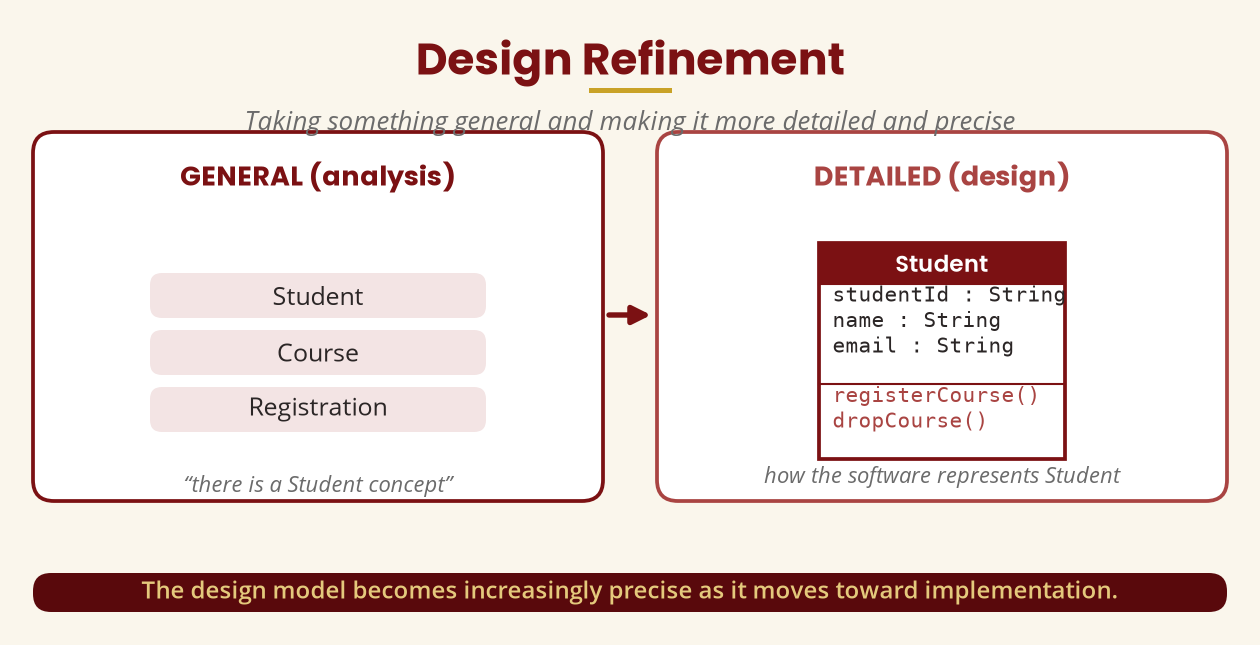 Design Refinement
Taking something general and making it more detailed and precise
GENERAL (analysis)
Student
Course
Registration
“there is a Student concept”
DETAILED (design)
Student
studentId : String
name : String
email : String
registerCourse()
dropCourse()
how the software represents Student
The design model becomes increasingly precise as it moves toward implementation.